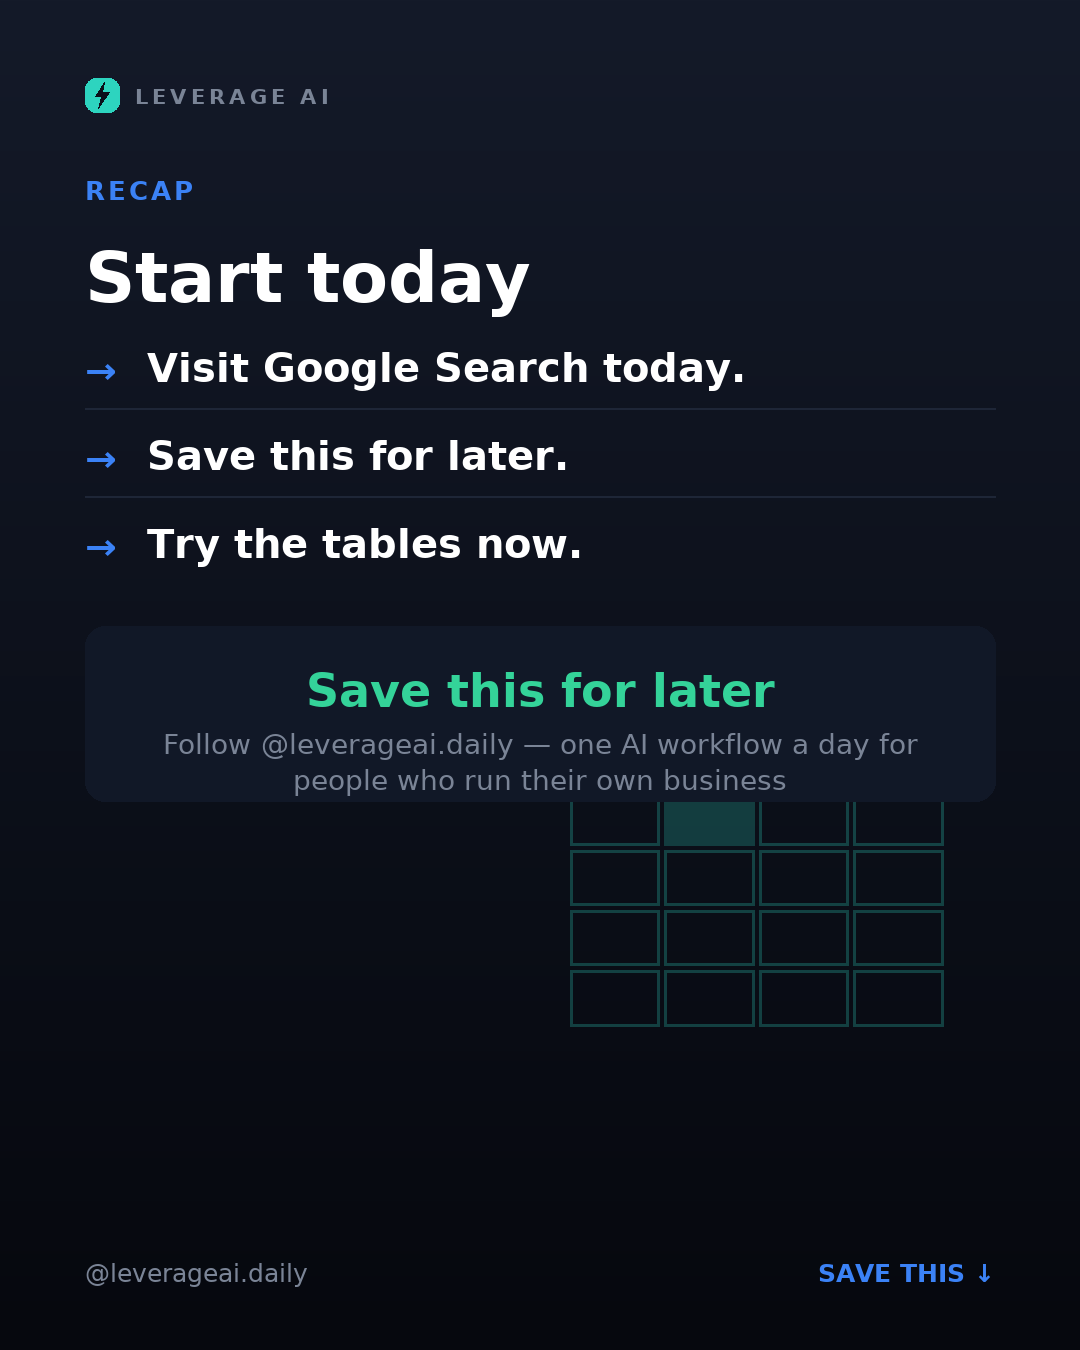 LEVERAGE AI
RECAP
Start today
→ Visit Google Search today.
→ Save this for later.
→ Try the tables now.
Save this for later
Follow @leverageai.daily — one AI workflow a day for
people who run their own business
@leverageai.daily
SAVE THIS ↓